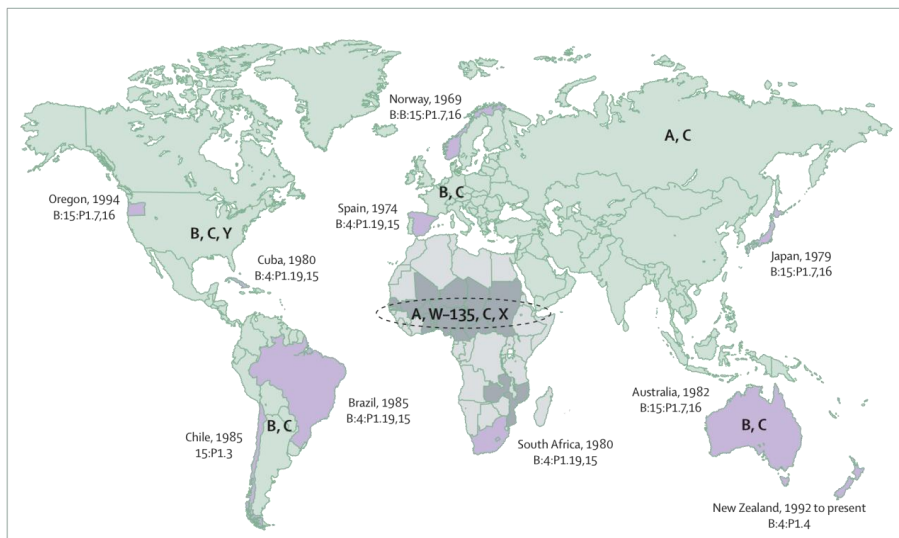 Norway, 1969
B:B:15:P1.7,16
A, C
Oregon, 1994
B:15:P1.7,16
B, C
Spain, 1974
B:4:P1.19,15
B, C, Y
Cuba, 1980
B:4:P1.19,15
Japan, 1979
B:15:P1.7,16
A, W–135, C, X
Brazil, 1985
B:4:P1.19,15
Australia, 1982
B:15:P1.7,16
B, C
B, C
Chile, 1985
15:P1.3
South Africa, 1980
B:4:P1.19,15
New Zealand, 1992 to present
B:4:P1.4